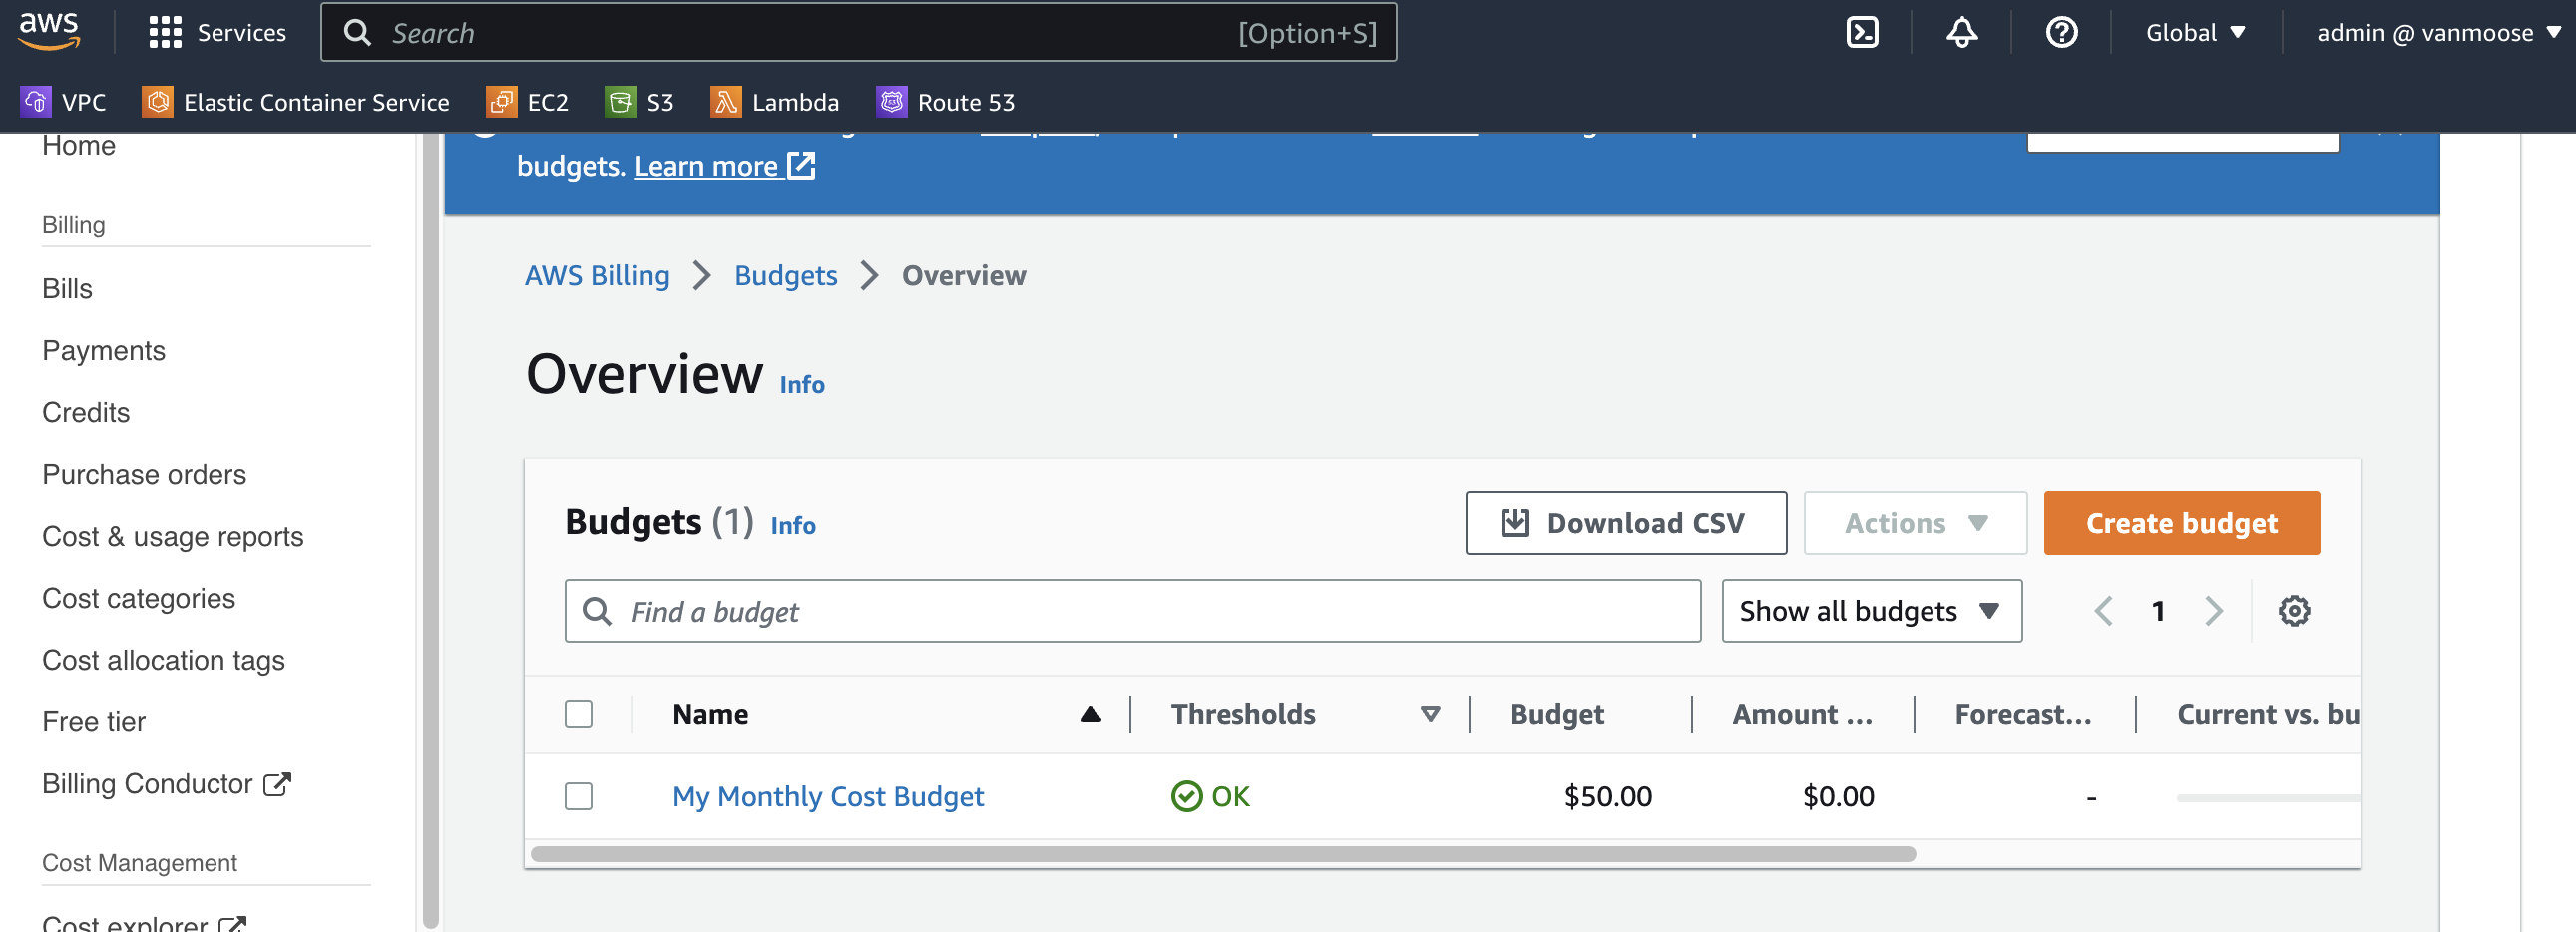 aws Services Search [Option+S] Global admin @ vanmoose
VPC Elastic Container Service EC2 S3 Lambda Route 53
Home
Billing
Bills
Payments
Credits
Purchase orders
Cost & usage reports
Cost categories
Cost allocation tags
Free tier
Billing Conductor
Cost Management
Cost explorer
budgets. Learn more
AWS Billing Budgets Overview
Overview Info
Budgets (1) Info Download CSV Actions Create budget
Find a budget Show all budgets 1
Name Thresholds Budget Amount ... Forecast... Current vs. bu
My Monthly Cost Budget OK $50.00 $0.00 -